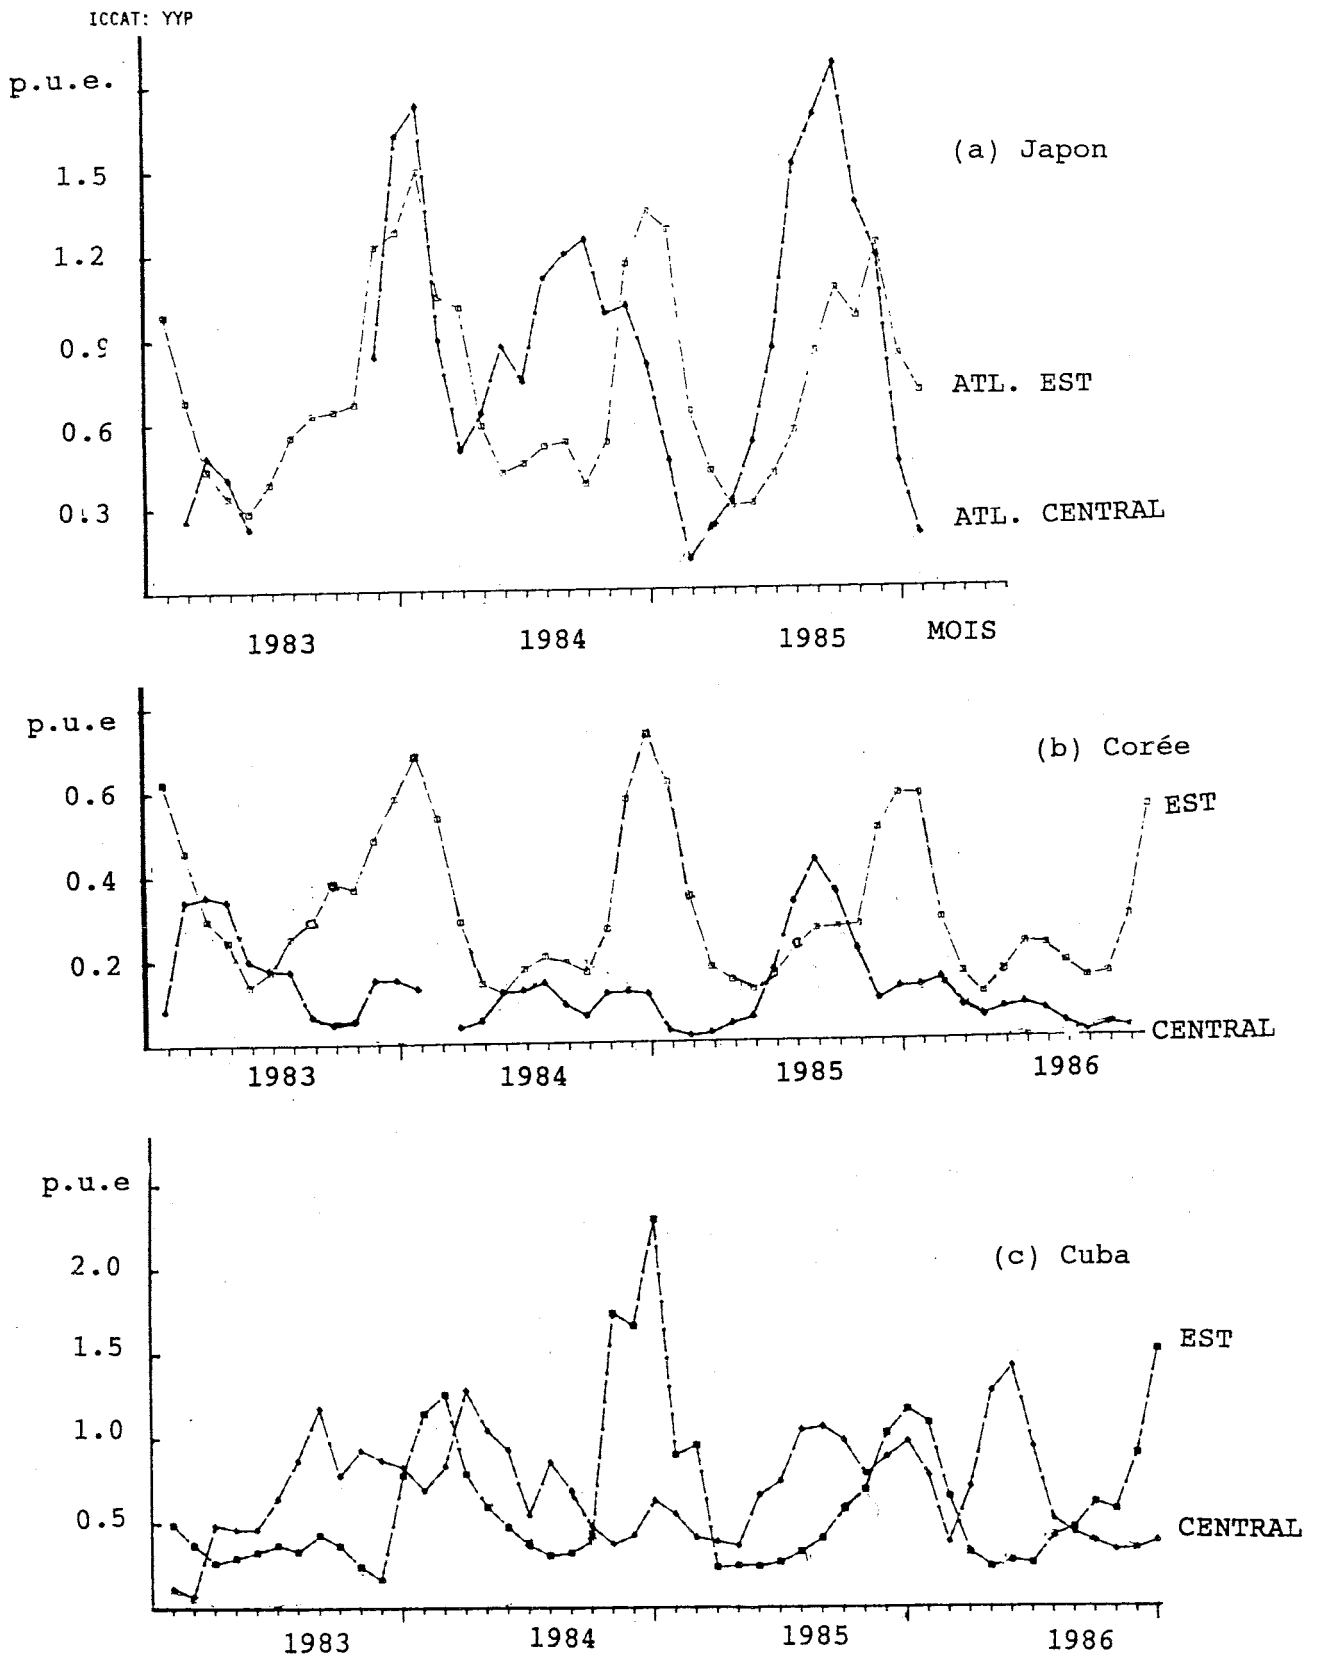 ICCAT: YYP
p.u.e.
(a) Japon
1.5
1.2
0.9
ATL. EST
0.6
0.3
ATL. CENTRAL
1983 1984 1985 MOIS
p.u.e
(b) Corée
0.6
EST
0.4
0.2
CENTRAL
1983 1984 1985 1986
p.u.e
(c) Cuba
2.0
1.5
EST
1.0
0.5
CENTRAL
1983 1984 1985 1986